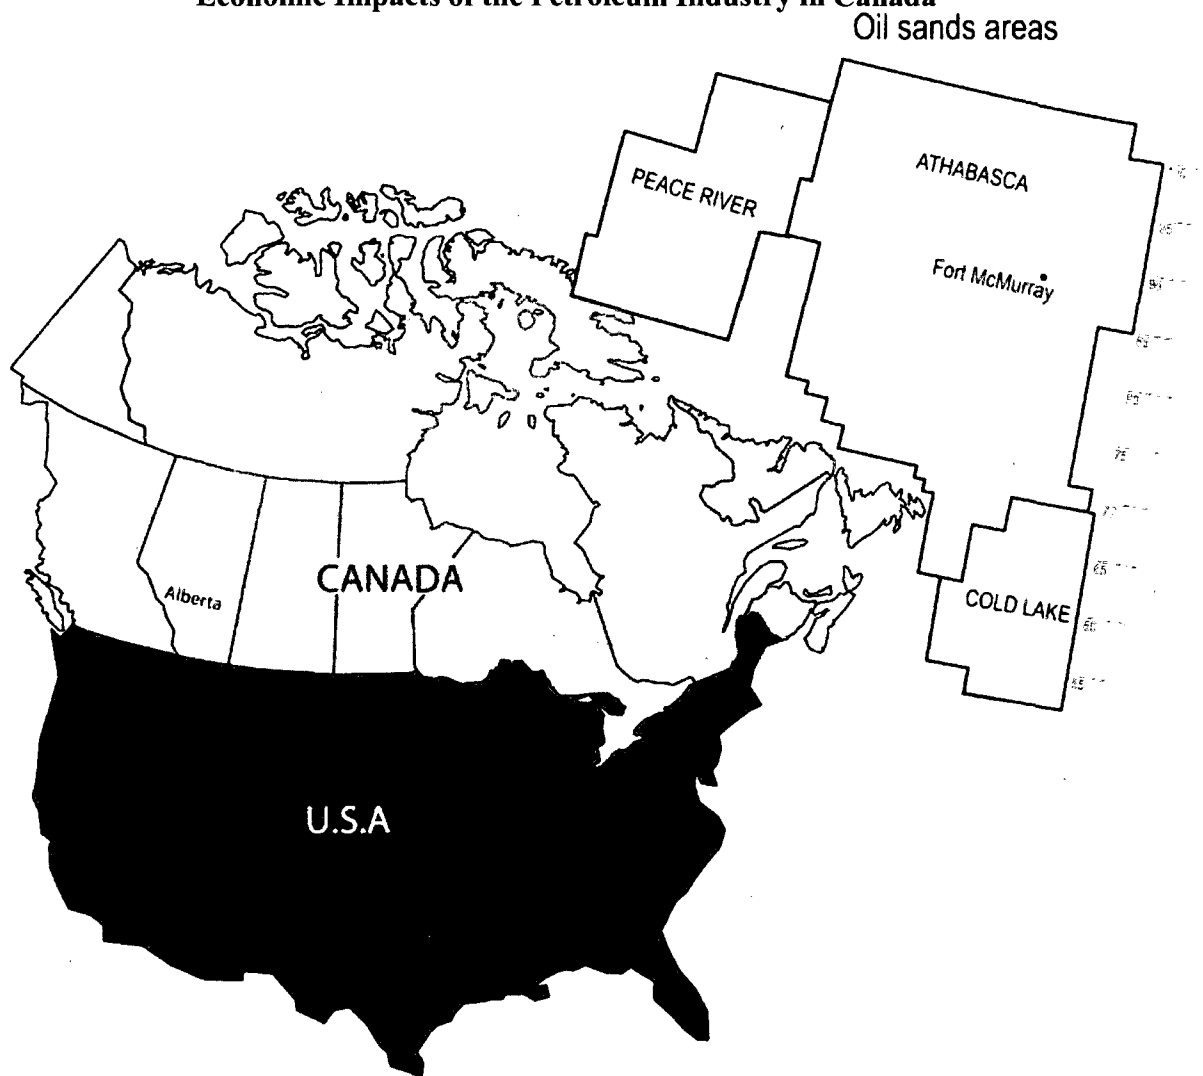 Economic Impacts of the Petroleum Industry in Canada
Oil sands areas
ATHABASCA
PEACE RIVER
Fort McMurray
CANADA
Alberta
COLD LAKE
U.S.A